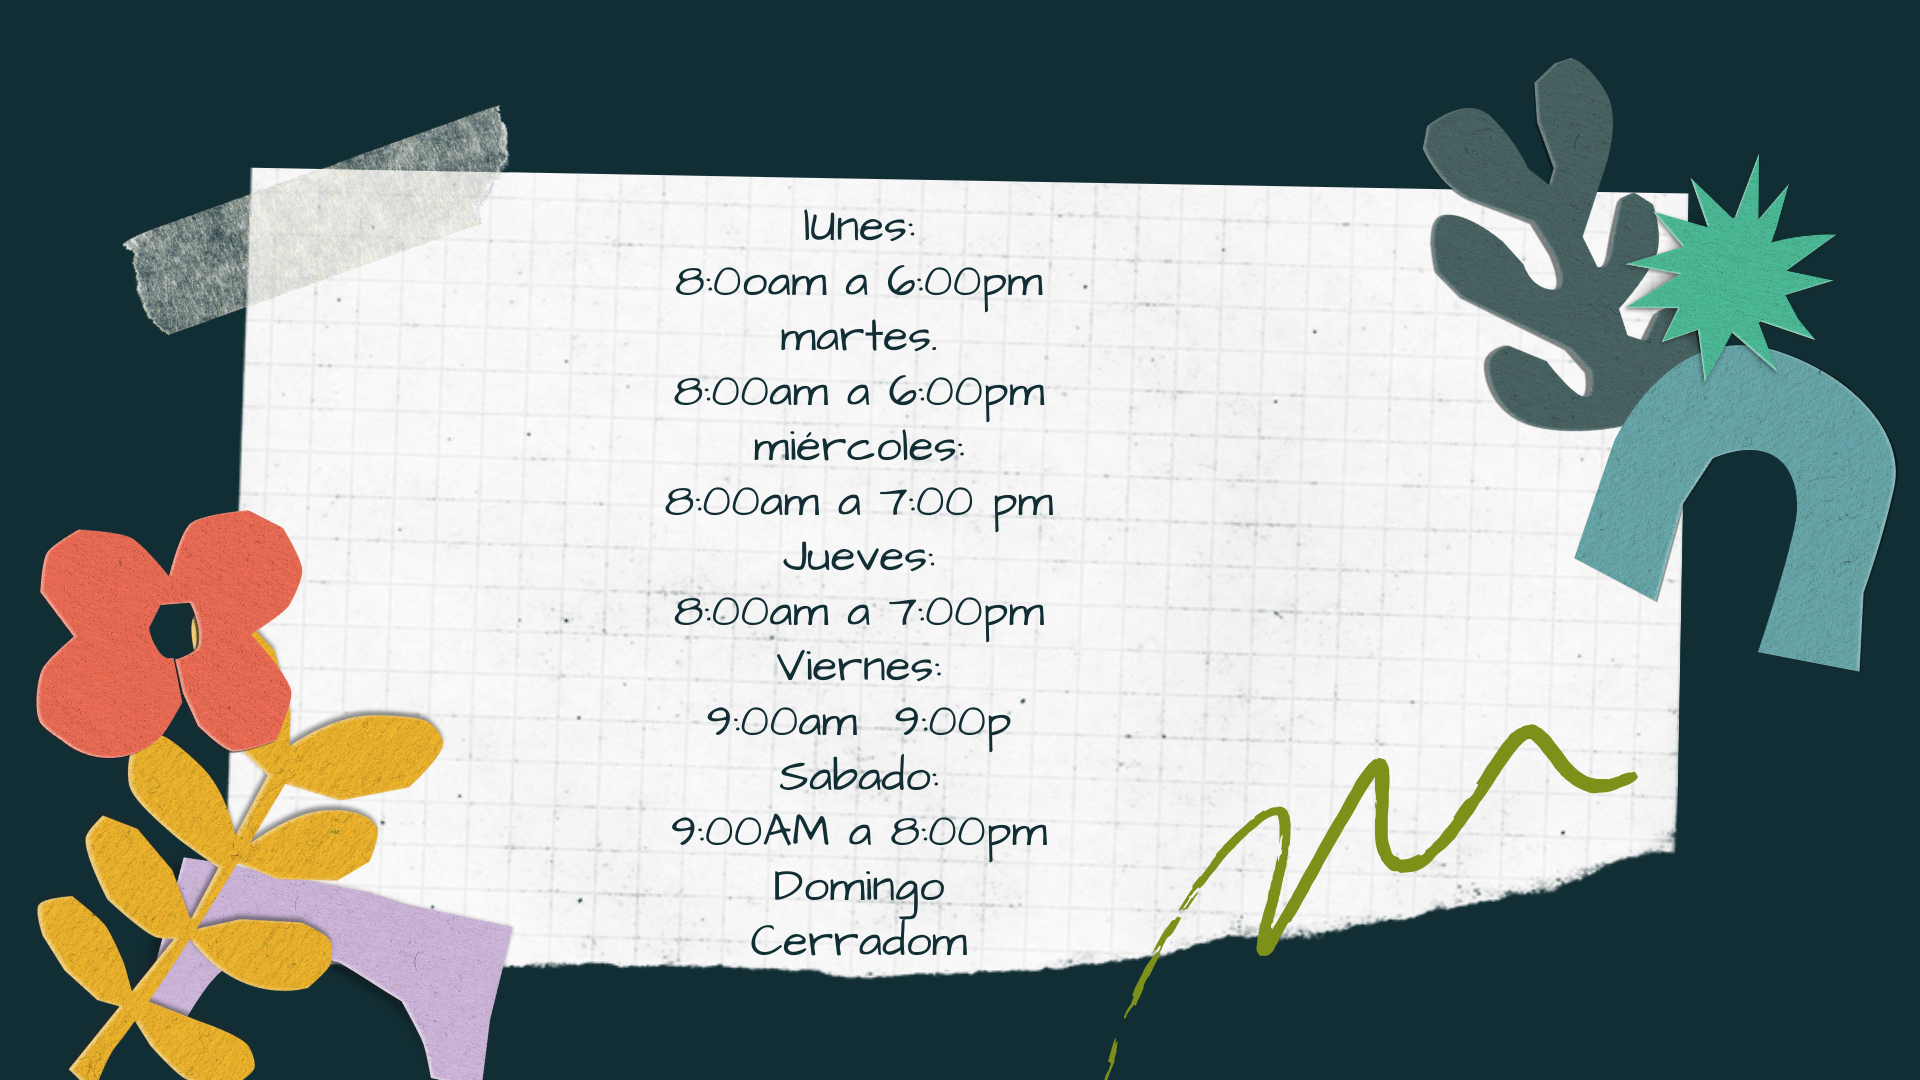 lunes:
8:0oam a 6:00pm
martes.
8:00am a 6:00pm
miércoles:
8:00am a 7:00 pm
Jueves:
8:00am a 7:00pm
Viernes:
9:00am 9:00p
Sabado:
9:00AM a 8:00pm
Domingo
Cerradom